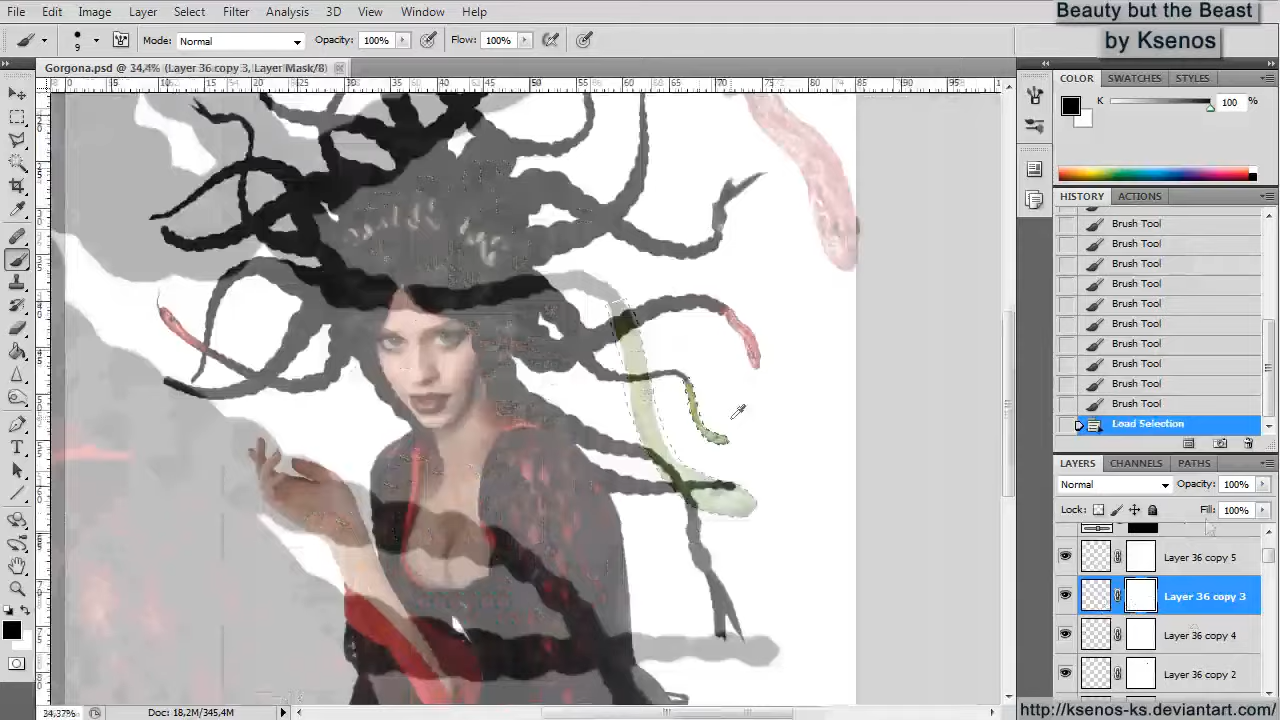 File Edit Image Layer Select Filter Analysis 3D View Window Help
Beauty but the Beast
by Ksenos
9 Mode: Normal Opacity: 100% Flow: 100%
Gorgona.psd @ 34,4% (Layer 36 copy 3, Layer Mask/8)
COLOR SWATCHES STYLES
K 100 %
HISTORY ACTIONS
Brush Tool
Brush Tool
Brush Tool
Brush Tool
Brush Tool
Brush Tool
Brush Tool
Brush Tool
Brush Tool
Brush Tool
Load Selection
LAYERS CHANNELS PATHS
Normal Opacity: 100%
Lock: Fill: 100%
Layer 36 copy 5
Layer 36 copy 3
Layer 36 copy 4
Layer 36 copy 2
Doc: 18,2M/345,4M
http://ksenos-ks.deviantart.com/